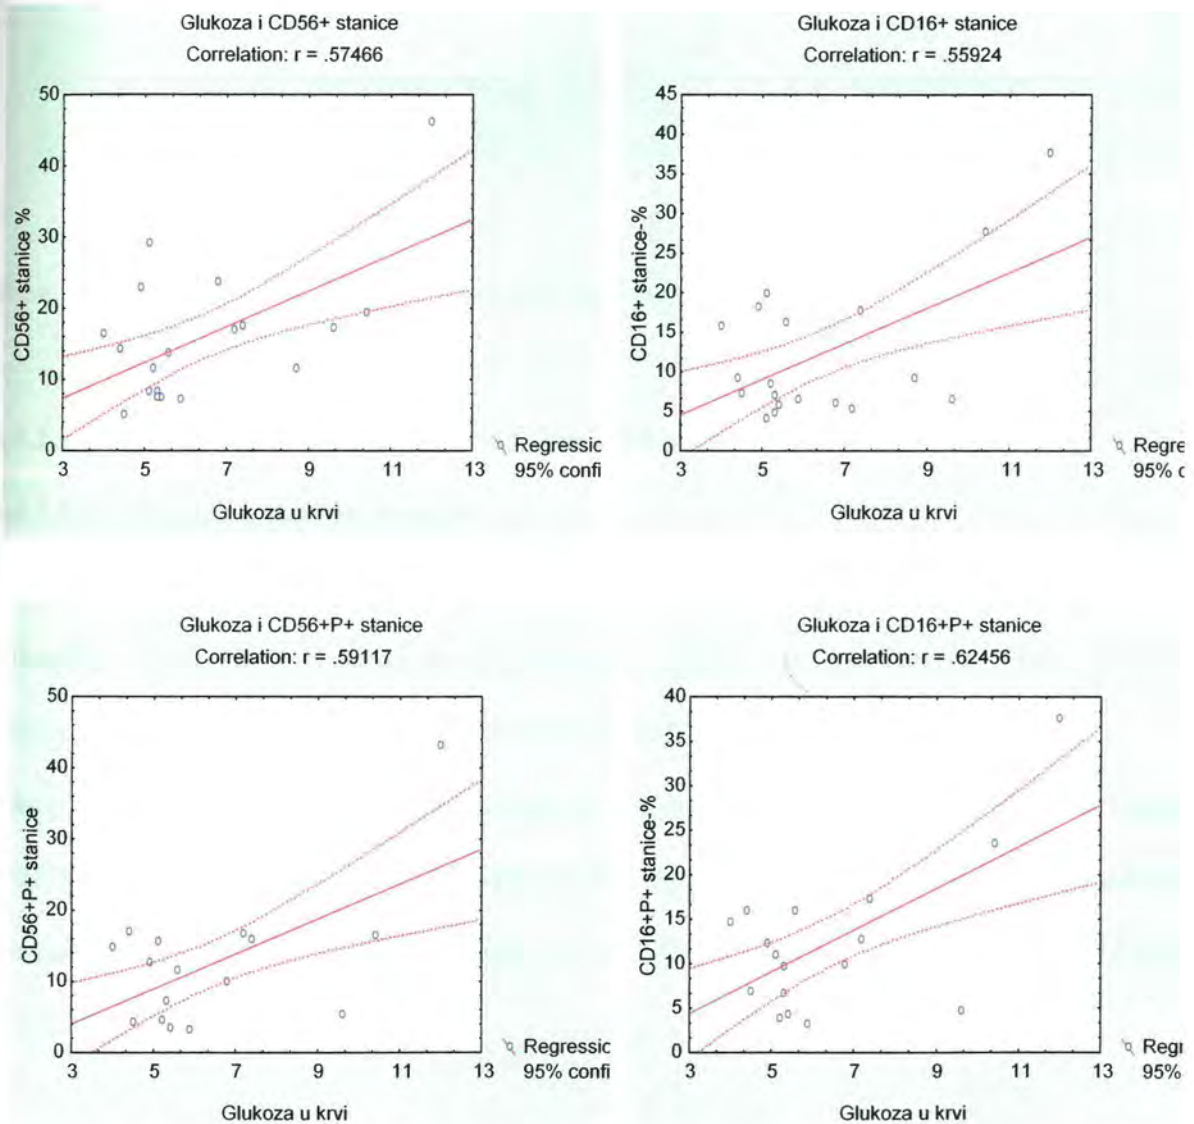 Glukoza i CD56+ stanice
Correlation: r = .57466
50
40
30
20
10
0
CD56+ stanice %
3 5 7 9 11 13
Glukoza u krvi
Regressic
95% confi
Glukoza i CD16+ stanice
Correlation: r = .55924
45
40
35
30
25
20
15
10
5
0
CD16+ stanice-%
3 5 7 9 11 13
Glukoza u krvi
Regre
95% c
Glukoza i CD56+P+ stanice
Correlation: r = .59117
50
40
30
20
10
0
CD56+P+ stanice
3 5 7 9 11 13
Glukoza u krvi
Regressic
95% confi
Glukoza i CD16+P+ stanice
Correlation: r = .62456
40
35
30
25
20
15
10
5
0
CD16+P+ stanice-%
3 5 7 9 11 13
Glukoza u krvi
Regi
95%